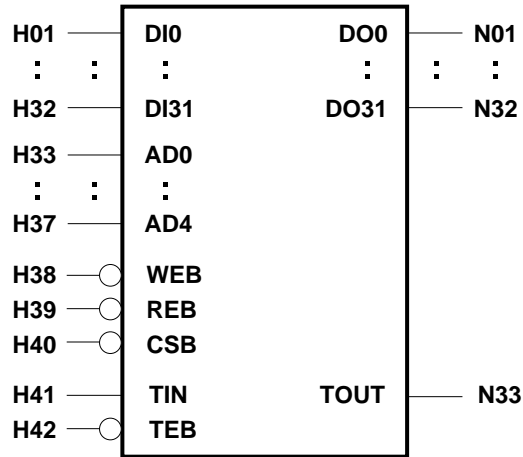 H01 DI0 DO0 N01
: : : : : :
H32 DI31 DO31 N32
H33 AD0
: : :
H37 AD4
H38 WEB
H39 REB
H40 CSB
H41 TIN TOUT N33
H42 TEB